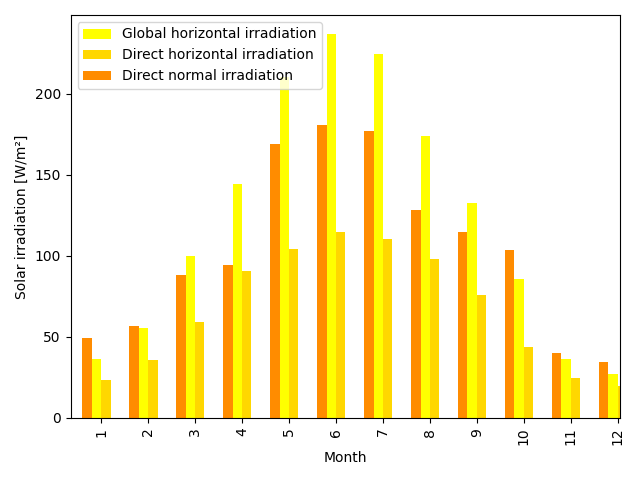 Global horizontal irradiation
Direct horizontal irradiation
Direct normal irradiation
Solar irradiation [W/m²]
200
150
100
50
0
1 2 3 4 5 6 7 8 9 10 11 12
Month